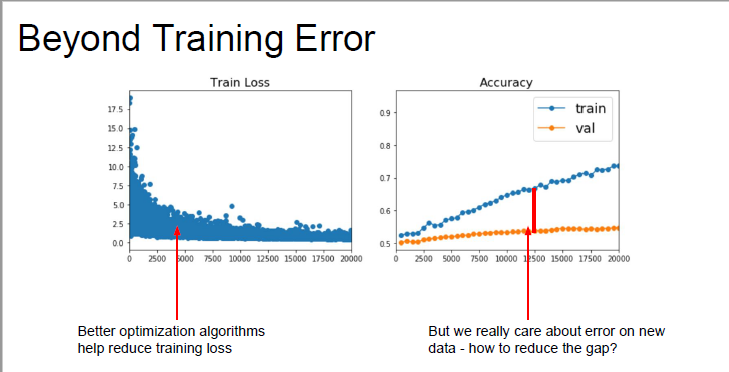 Beyond Training Error
Train Loss
17.5
15.0
12.5
10.0
7.5
5.0
2.5
0.0
0 2500 5000 7500 10000 12500 15000 17500 20000
Accuracy
train
val
0.9
0.8
0.7
0.6
0.5
0 2500 5000 7500 10000 12500 15000 17500 20000
Better optimization algorithms
help reduce training loss
But we really care about error on new
data - how to reduce the gap?